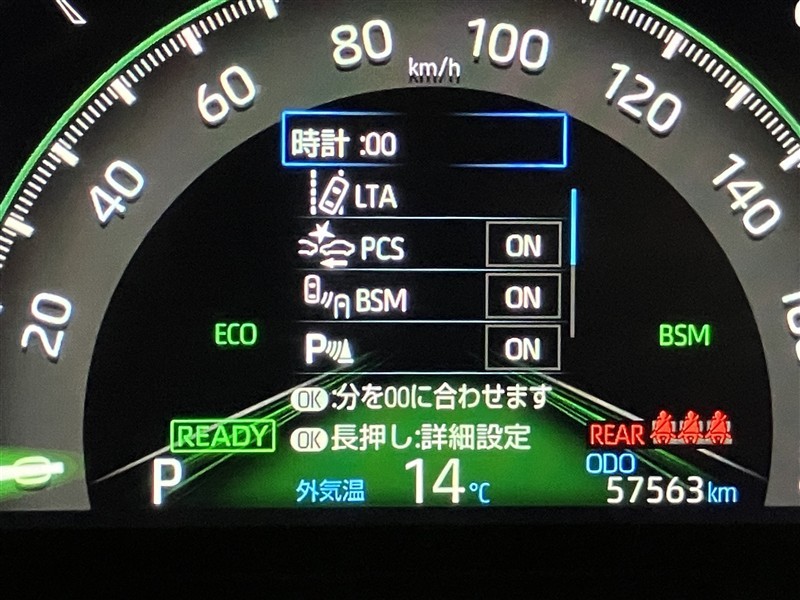 80
100
km/h
60
120
時計 :00
40
140
LTA
PCS ON
20
BSM ON
ECO
BSM
P ON
OK :分を00に合わせます
READY
OK 長押し:詳細設定
REAR
ODO
0
P
外気温 14℃
57563km